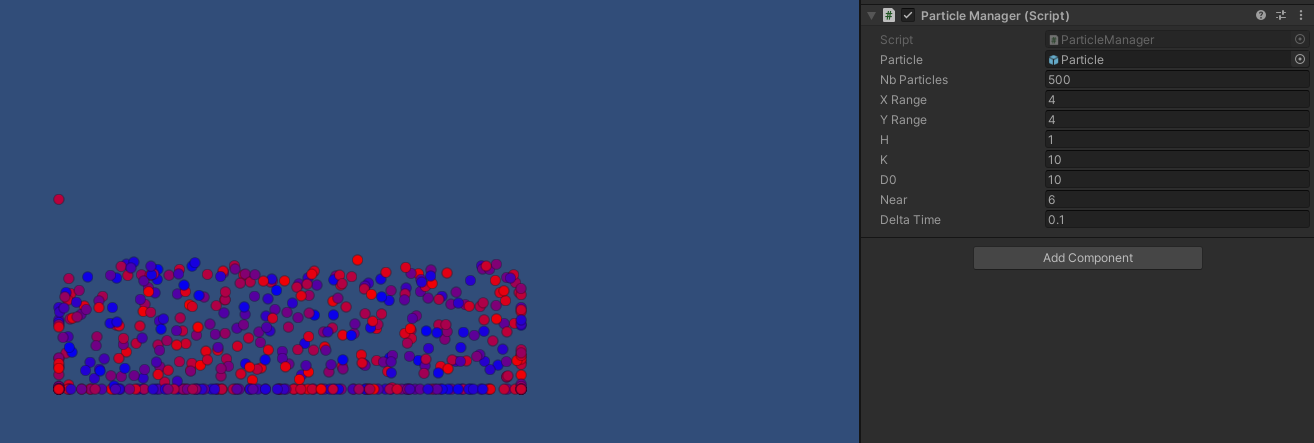 Particle Manager (Script)
Script ParticleManager
Particle Particle
Nb Particles 500
X Range 4
Y Range 4
H 1
K 10
D0 10
Near 6
Delta Time 0.1
Add Component